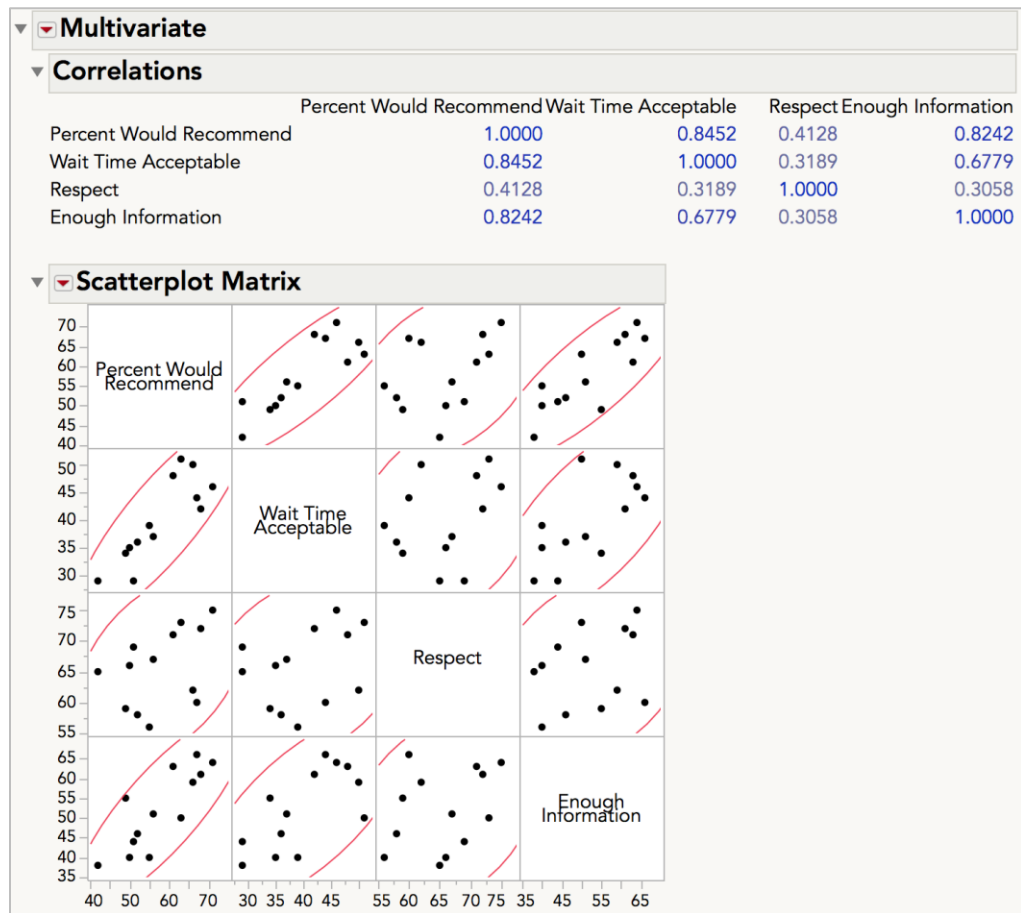 Multivariate
Correlations
Percent Would Recommend Wait Time Acceptable Respect Enough Information
Percent Would Recommend 1.0000 0.8452 0.4128 0.8242
Wait Time Acceptable 0.8452 1.0000 0.3189 0.6779
Respect 0.4128 0.3189 1.0000 0.3058
Enough Information 0.8242 0.6779 0.3058 1.0000
Scatterplot Matrix
70
65
60
55
50
45
40
Percent Would
Recommend
50
45
40
35
30
Wait Time
Acceptable
75
70
65
60
55
Respect
65
60
55
50
45
40
35
Enough
Information
40 50 60 70 30 35 40 45 55 60 65 70 75 35 45 55 65